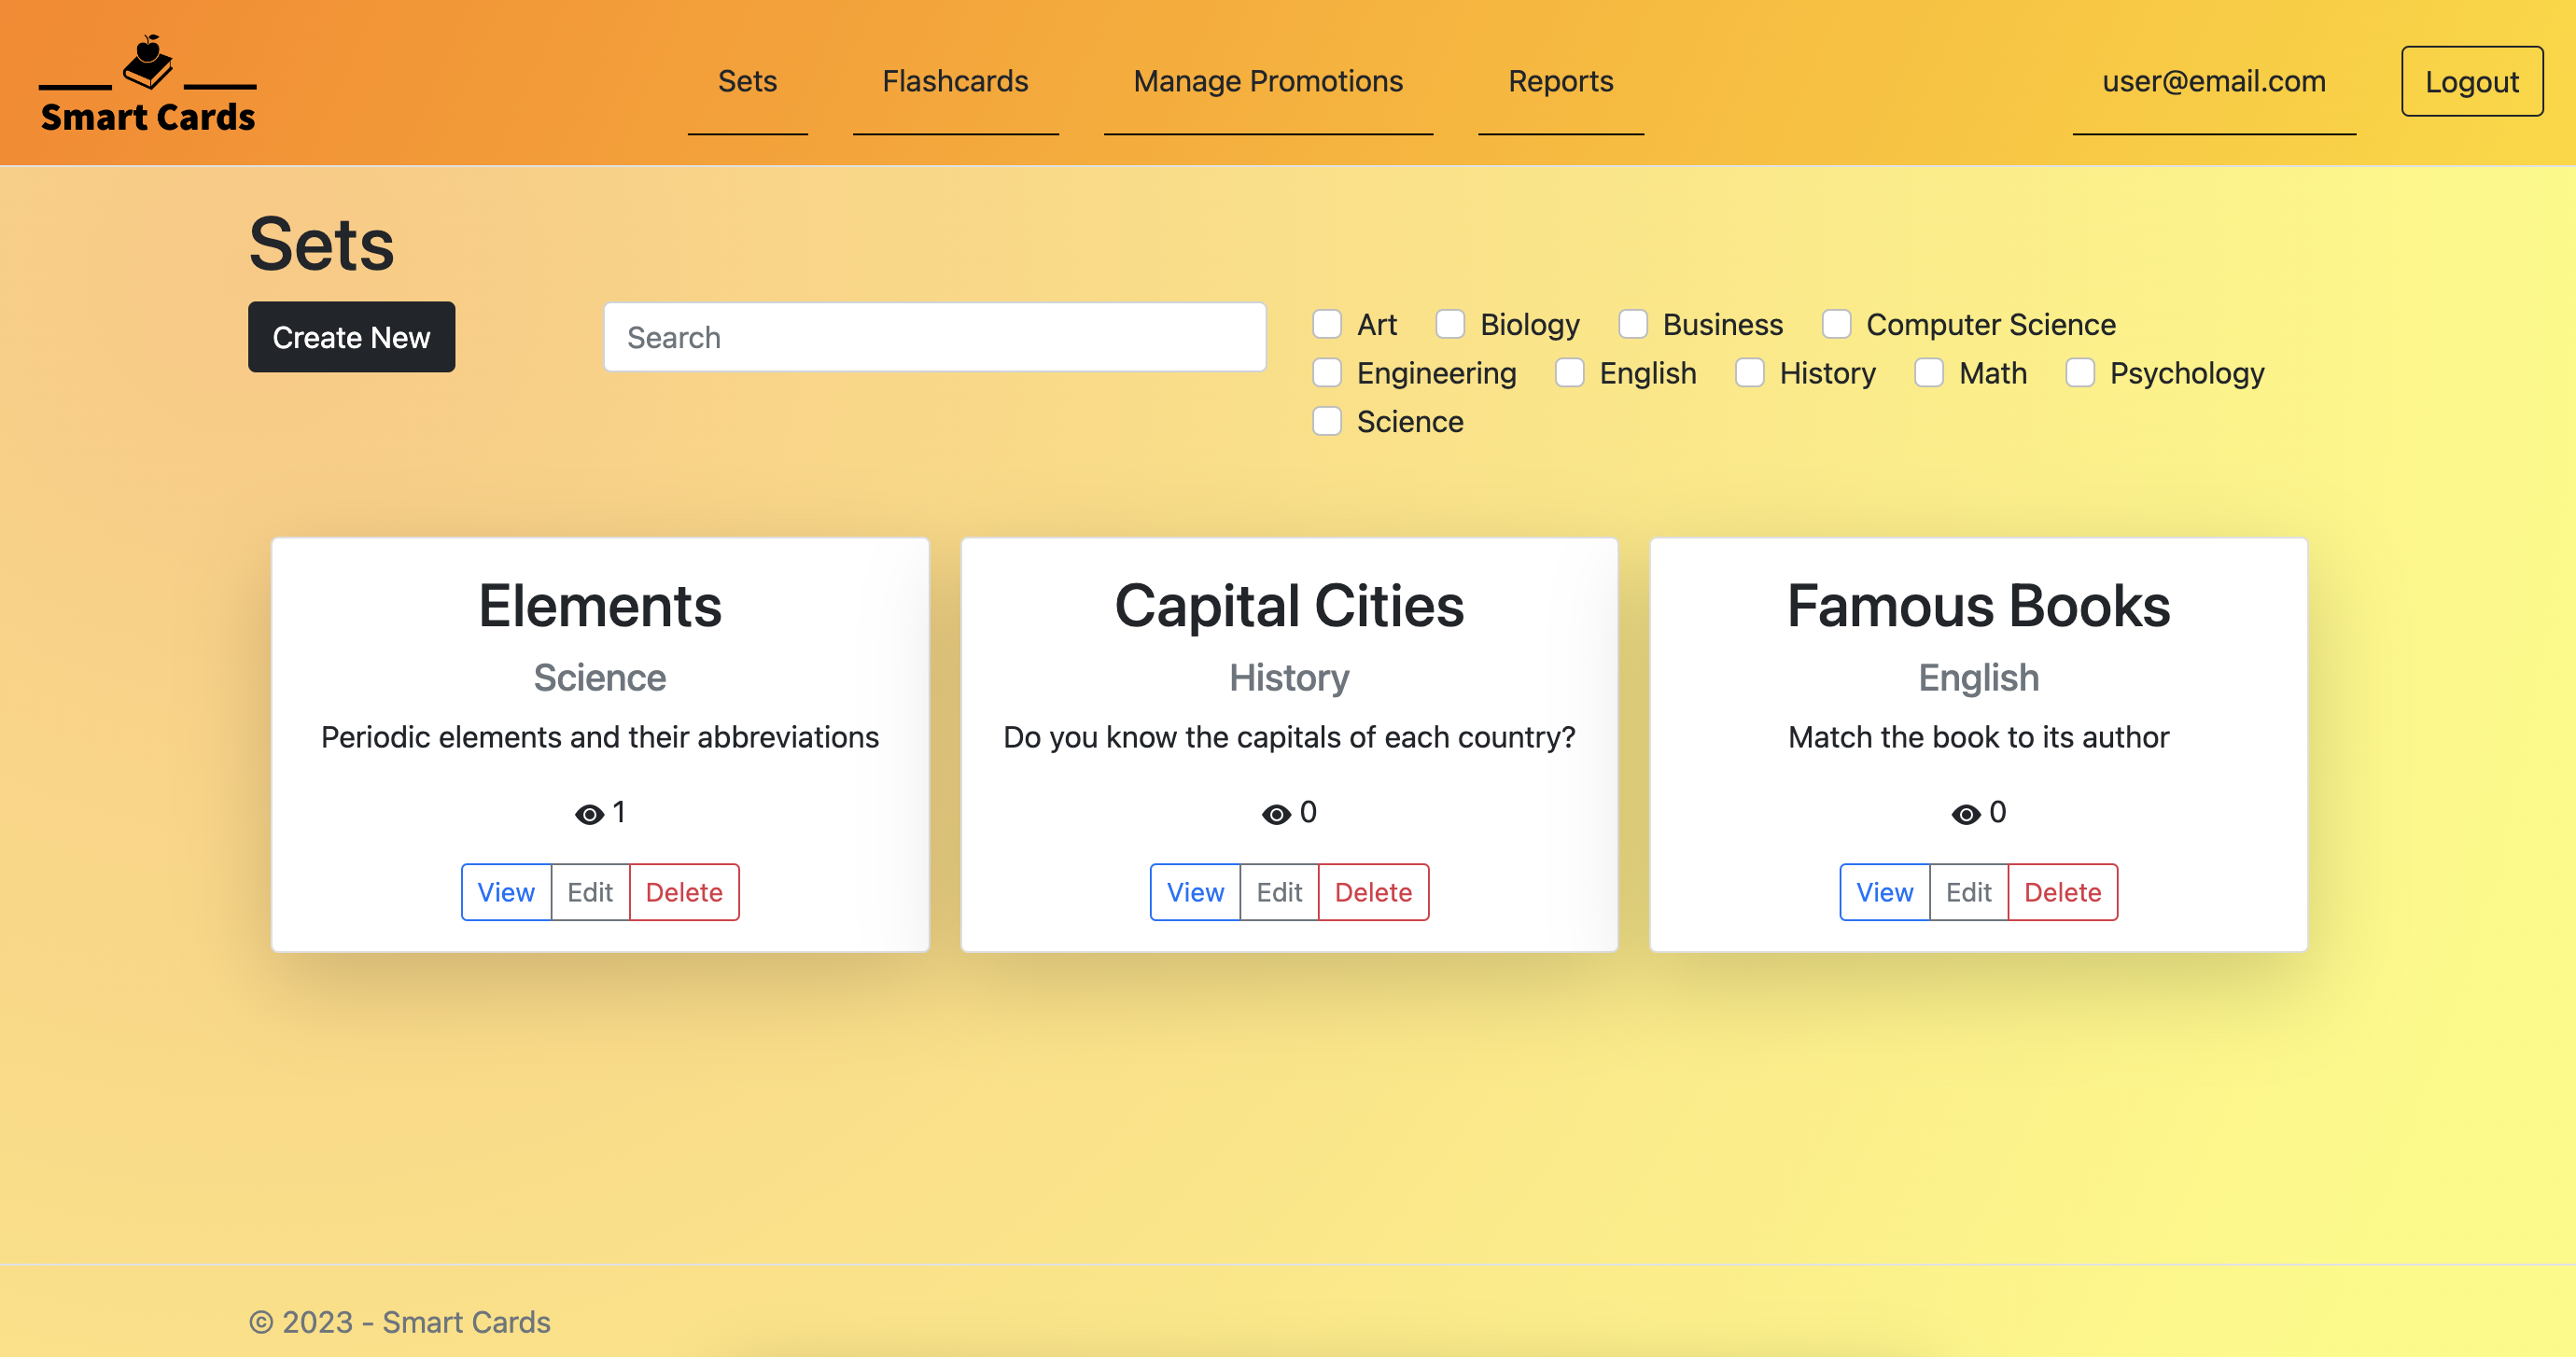 Smart Cards
Sets Flashcards Manage Promotions Reports user@email.com Logout
Sets
Create New Search
Art Biology Business Computer Science
Engineering English History Math Psychology
Science
Elements
Science
Periodic elements and their abbreviations
1
View Edit Delete
Capital Cities
History
Do you know the capitals of each country?
0
View Edit Delete
Famous Books
English
Match the book to its author
0
View Edit Delete
© 2023 - Smart Cards